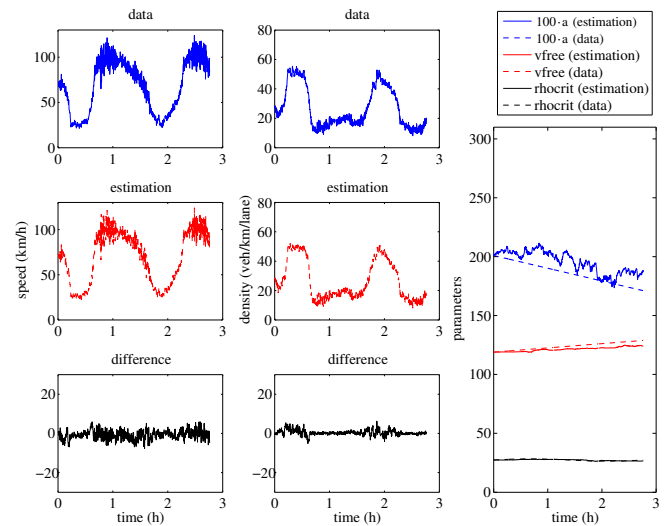 data
100
50
0
0 1 2 3
data
80
60
40
20
0
0 1 2 3
estimation
speed (km/h)
100
50
0
0 1 2 3
estimation
density (veh/km/lane)
80
60
40
20
0
0 1 2 3
difference
20
0
−20
0 1 2 3
time (h)
difference
20
0
−20
0 1 2 3
time (h)
100·a (estimation)
100·a (data)
vfree (estimation)
vfree (data)
rhocrit (estimation)
rhocrit (data)
parameters
300
250
200
150
100
50
0
0 1 2 3
time (h)